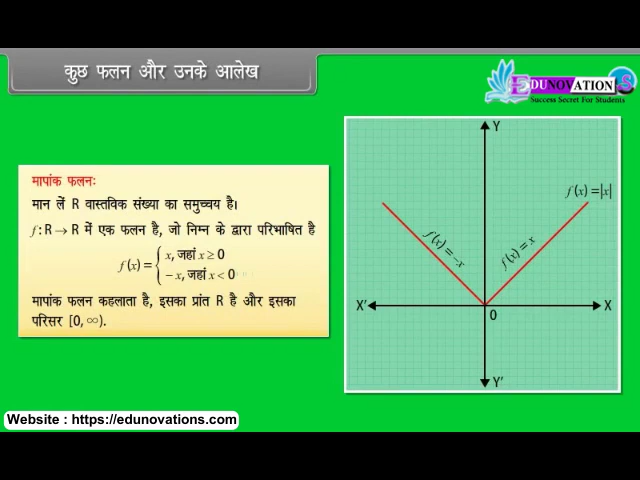 कुछ फलन और उनके आलेख
EDUNOVATION S
Success Secret For Students
मापांक फलनः
मान लें R वास्तविक संख्या का समुच्चय है।
f : R → R में एक फलन है, जो निम्न के द्वारा परिभाषित है
f (x) = { x, जहां x ≥ 0
− x, जहां x < 0
मापांक फलन कहलाता है, इसका प्रांत R है और इसका
परिसर [0, ∞).
Y
f (x) = |x|
f (x) = −x
f (x) = x
X'
X
0
Y'
Website : https://edunovations.com